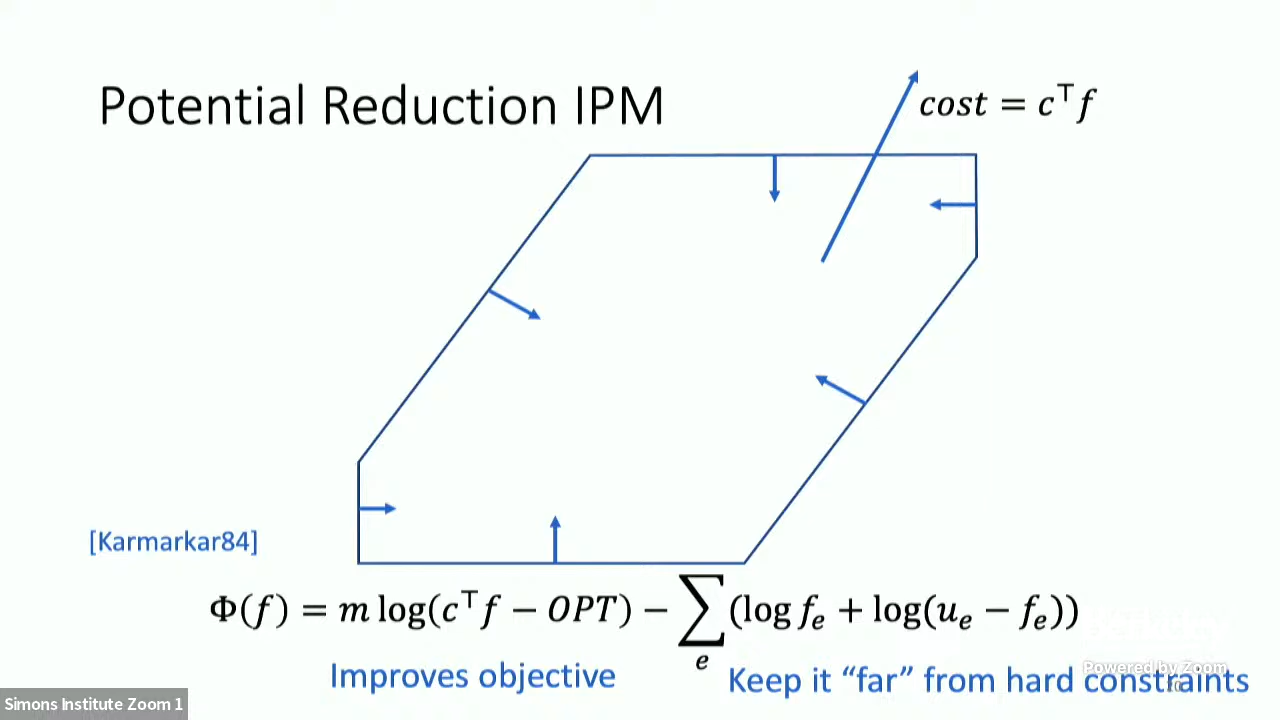 Potential Reduction IPM
cost = c⊤f
[Karmarkar84]
Φ(f) = m log(c⊤f − OPT) − ∑e (log fe + log(ue − fe))
Improves objective
Keep it “far” from hard constraints
Powered by Zoom
20
Simons Institute Zoom 1